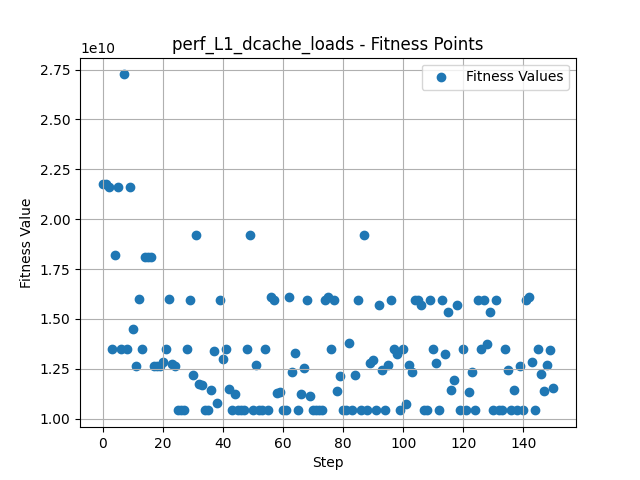 perf_L1_dcache_loads - Fitness Points
1e10
Fitness Values
2.75
2.50
2.25
2.00
1.75
1.50
1.25
1.00
Fitness Value
0 20 40 60 80 100 120 140
Step